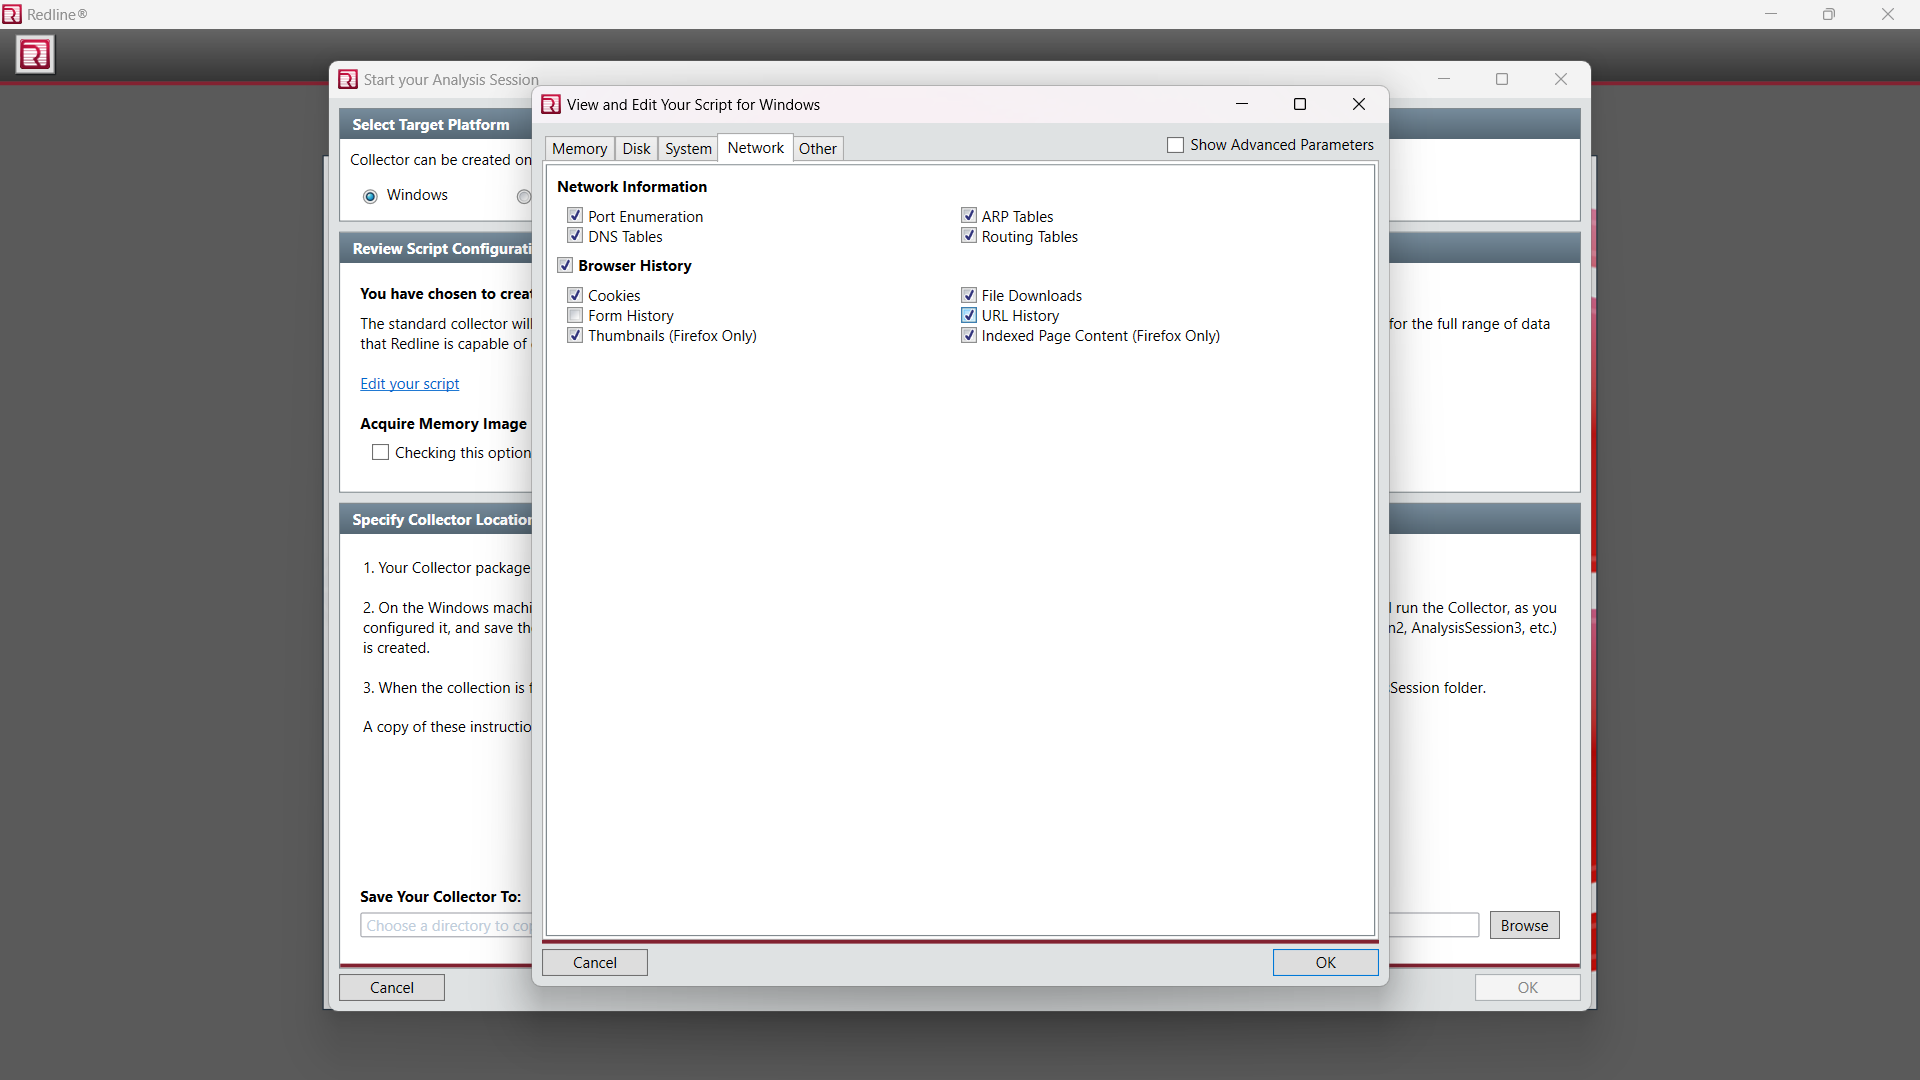 Redline®
Start your Analysis Session
View and Edit Your Script for Windows
Select Target Platform
Memory
Disk
System
Network
Other
Show Advanced Parameters
Collector can be created on
Windows
Network Information
Port Enumeration
ARP Tables
DNS Tables
Routing Tables
Review Script Configurati
Browser History
You have chosen to creat
Cookies
File Downloads
Form History
URL History
The standard collector will
for the full range of data
Thumbnails (Firefox Only)
Indexed Page Content (Firefox Only)
that Redline is capable of
Edit your script
Acquire Memory Image
Checking this option
Specify Collector Location
1. Your Collector package
2. On the Windows machi
run the Collector, as you
configured it, and save th
n2, AnalysisSession3, etc.)
is created.
3. When the collection is f
Session folder.
A copy of these instructio
Save Your Collector To:
Choose a directory to cop
Browse
Cancel
OK
Cancel
OK